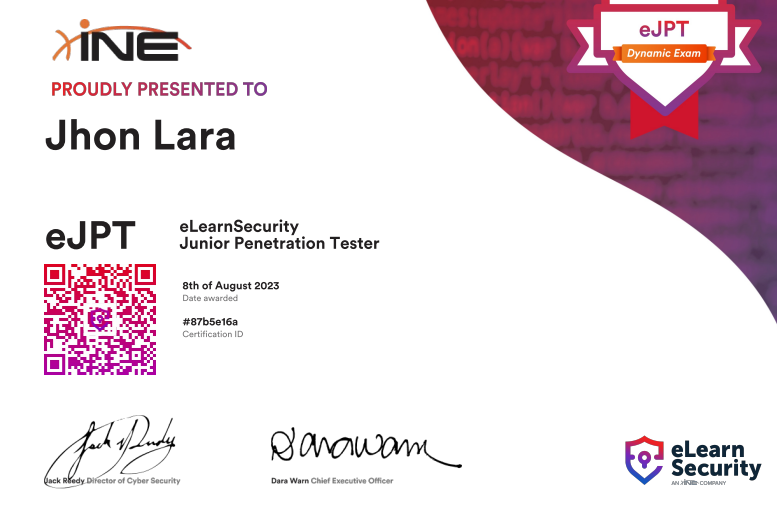 INE
eJPT
Dynamic Exam
PROUDLY PRESENTED TO
Jhon Lara
eJPT
eLearnSecurity
Junior Penetration Tester
8th of August 2023
Date awarded
#87b5e16a
Certification ID
Jack Reedy Director of Cyber Security
Dara Warn Chief Executive Officer
eLearn
Security
AN INE COMPANY